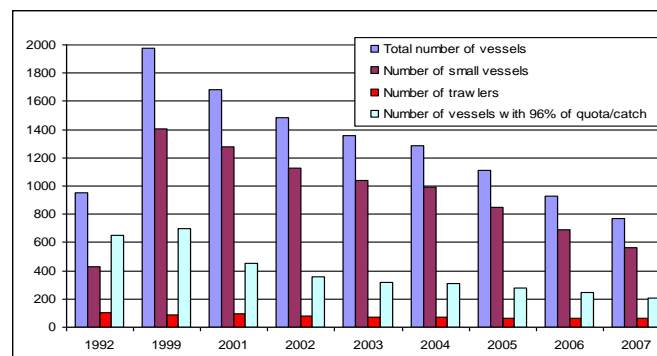 2000
1800
1600
1400
1200
1000
800
600
400
200
0
Total number of vessels
Number of small vessels
Number of trawlers
Number of vessels with 96% of quota/catch
1992 1999 2001 2002 2003 2004 2005 2006 2007